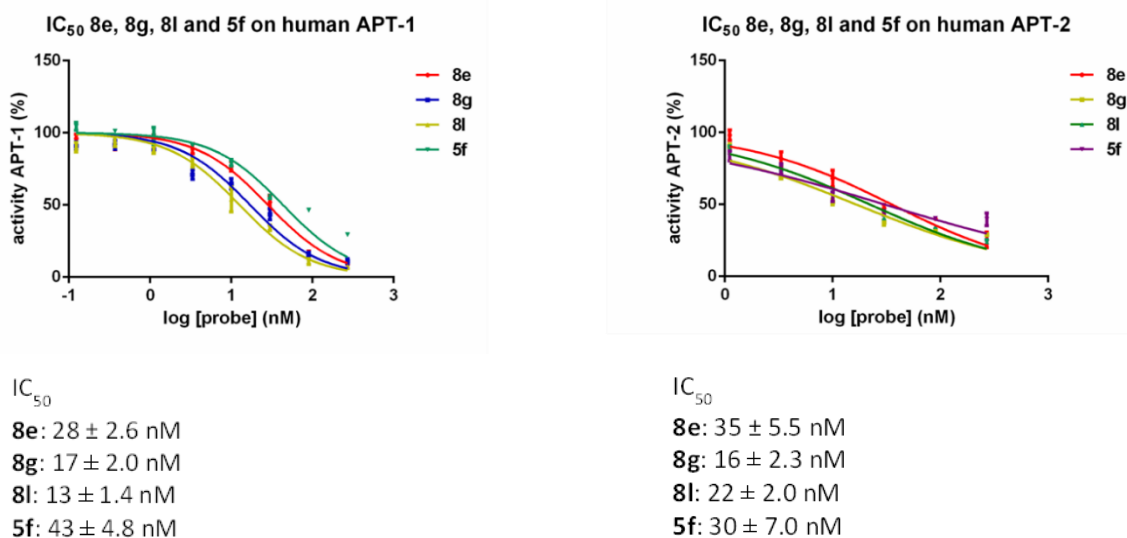 IC50 8e, 8g, 8l and 5f on human APT-1
150
100
50
0
activity APT-1 (%)
-1
0
1
2
3
log [probe] (nM)
8e
8g
8l
5f
IC50
8e: 28 ± 2.6 nM
8g: 17 ± 2.0 nM
8l: 13 ± 1.4 nM
5f: 43 ± 4.8 nM
IC50 8e, 8g, 8l and 5f on human APT-2
150
100
50
0
activity APT-2 (%)
0
1
2
3
log [probe] (nM)
8e
8g
8l
5f
IC50
8e: 35 ± 5.5 nM
8g: 16 ± 2.3 nM
8l: 22 ± 2.0 nM
5f: 30 ± 7.0 nM